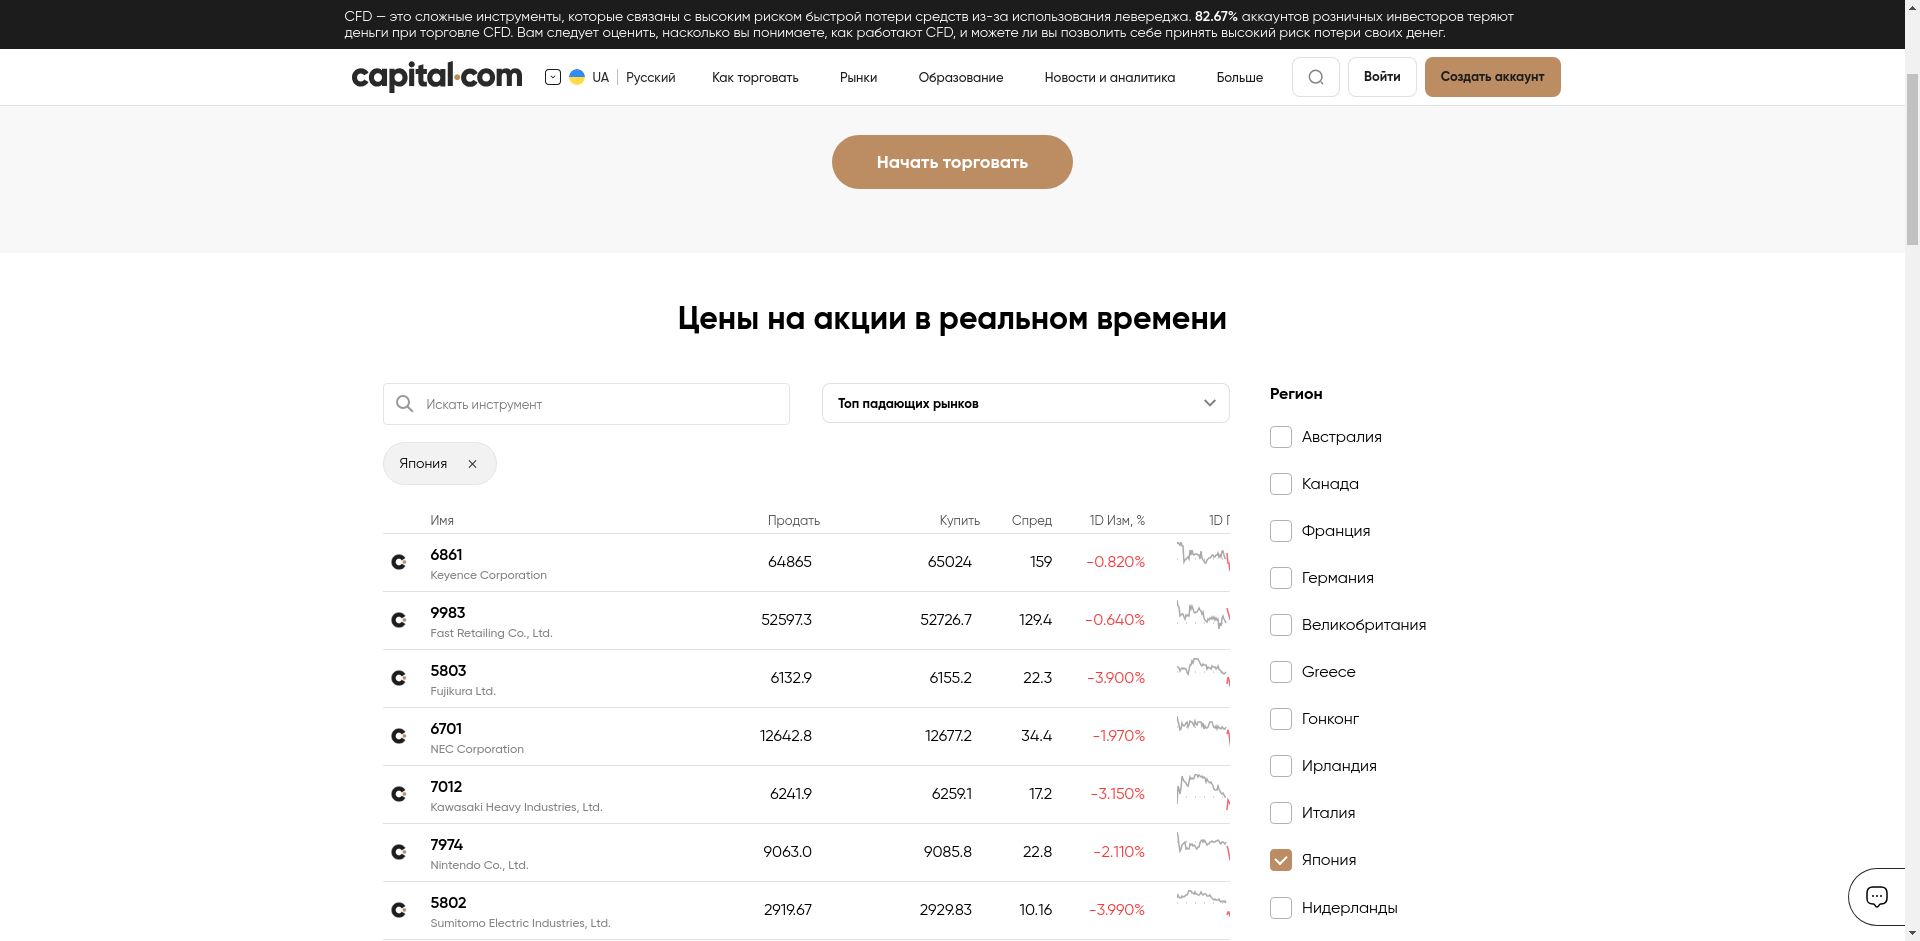 CFD — это сложные инструменты, которые связаны с высоким риском быстрой потери средств из-за использования левереджа. 82.67% аккаунтов розничных инвесторов теряют
деньги при торговле CFD. Вам следует оценить, насколько вы понимаете, как работают CFD, и можете ли вы позволить себе принять высокий риск потери своих денег.
capital.com UA Русский Как торговать Рынки Образование Новости и аналитика Больше Войти Создать аккаунт
Начать торговать
Цены на акции в реальном времени
Искать инструмент Топ падающих рынков
Япония
Имя Продать Купить Спред 1D Изм, %
6861 64865 65024 159 -0.820%
Keyence Corporation
9983 52597.3 52726.7 129.4 -0.640%
Fast Retailing Co., Ltd.
5803 6132.9 6155.2 22.3 -3.900%
Fujikura Ltd.
6701 12642.8 12677.2 34.4 -1.970%
NEC Corporation
7012 6241.9 6259.1 17.2 -3.150%
Kawasaki Heavy Industries, Ltd.
7974 9063.0 9085.8 22.8 -2.110%
Nintendo Co., Ltd.
5802 2919.67 2929.83 10.16 -3.990%
Sumitomo Electric Industries, Ltd.
Регион
Австралия
Канада
Франция
Германия
Великобритания
Greece
Гонконг
Ирландия
Италия
Япония
Нидерланды